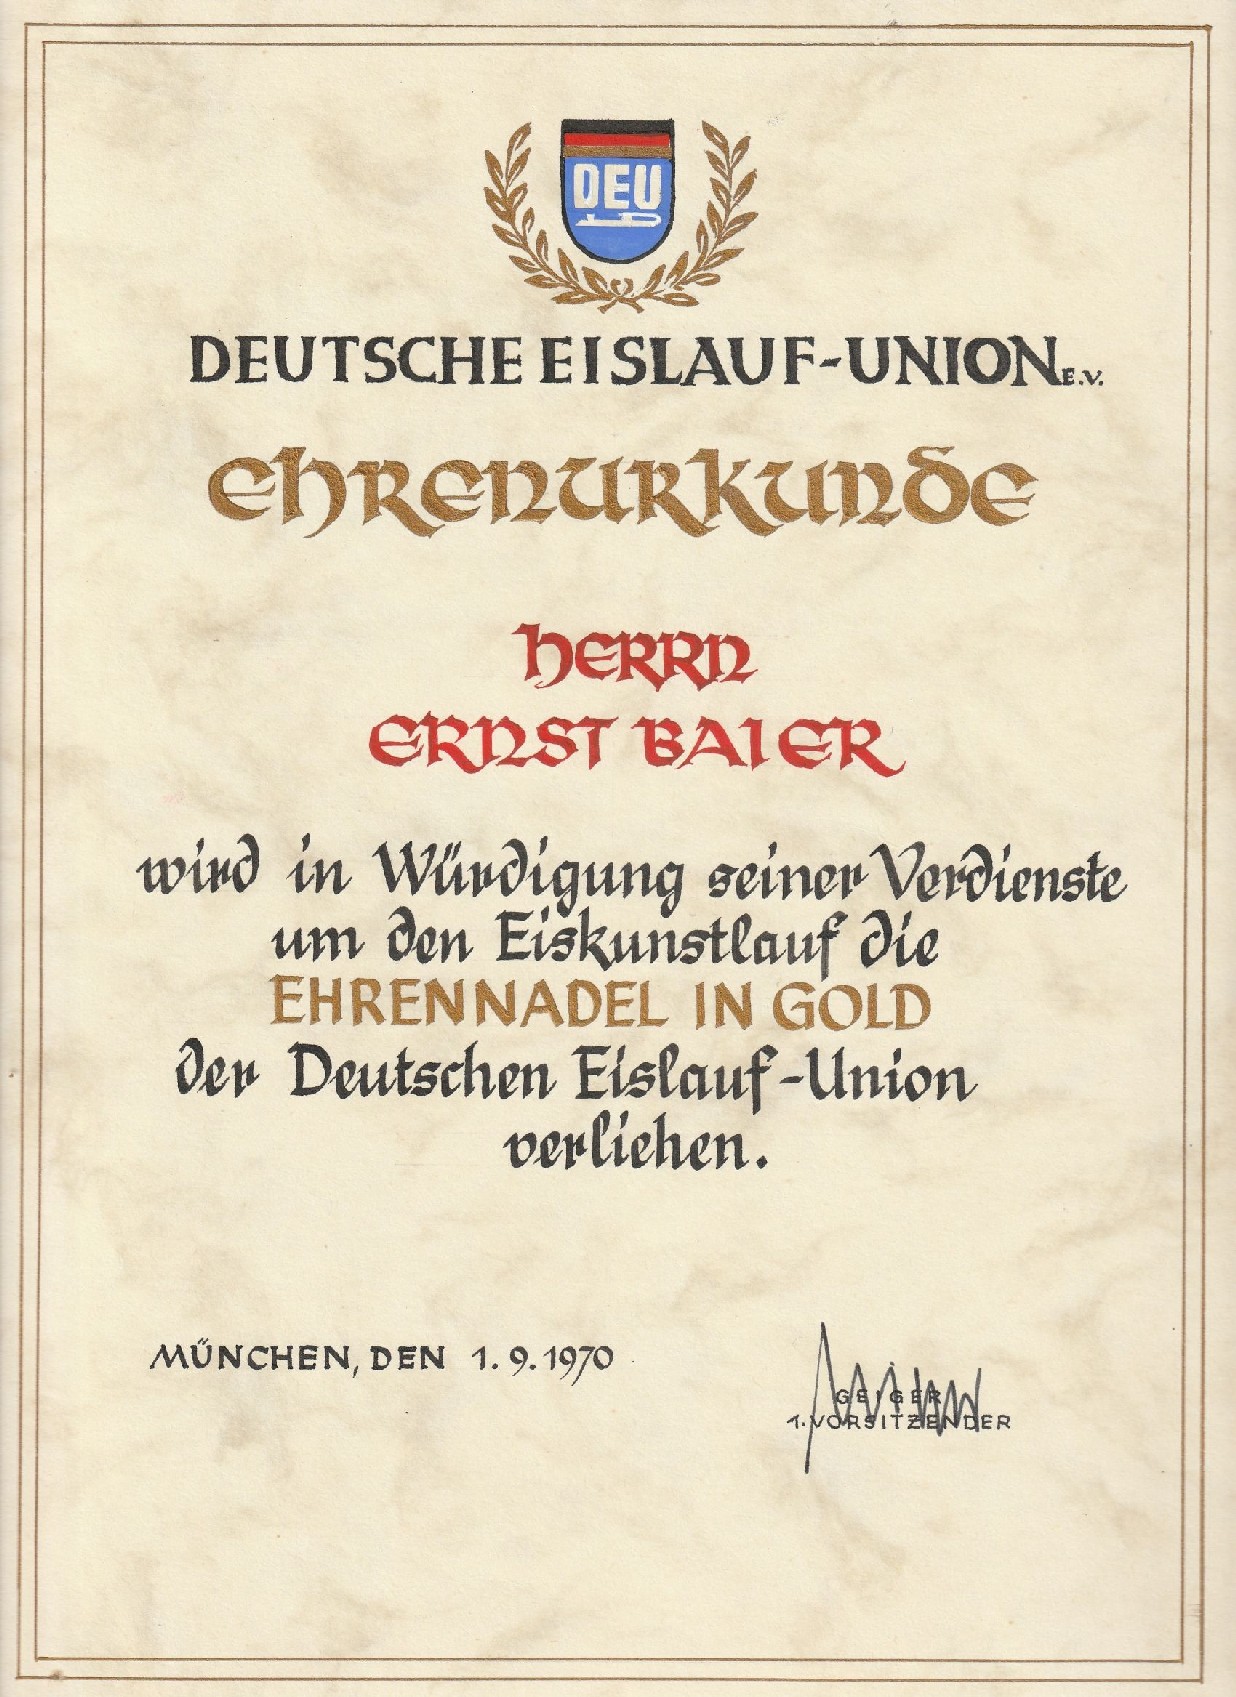 DEU
DEUTSCHE EISLAUF-UNION E.V.
EHRENURKUNDE
HERRN
ERNST BAIER
wird in Würdigung seiner Verdienste
um den Eiskunstlauf die
EHRENNADEL IN GOLD
der Deutschen Eislauf-Union
verliehen.
MÜNCHEN, DEN 1.9.1970
GEIGER
1. VORSITZENDER